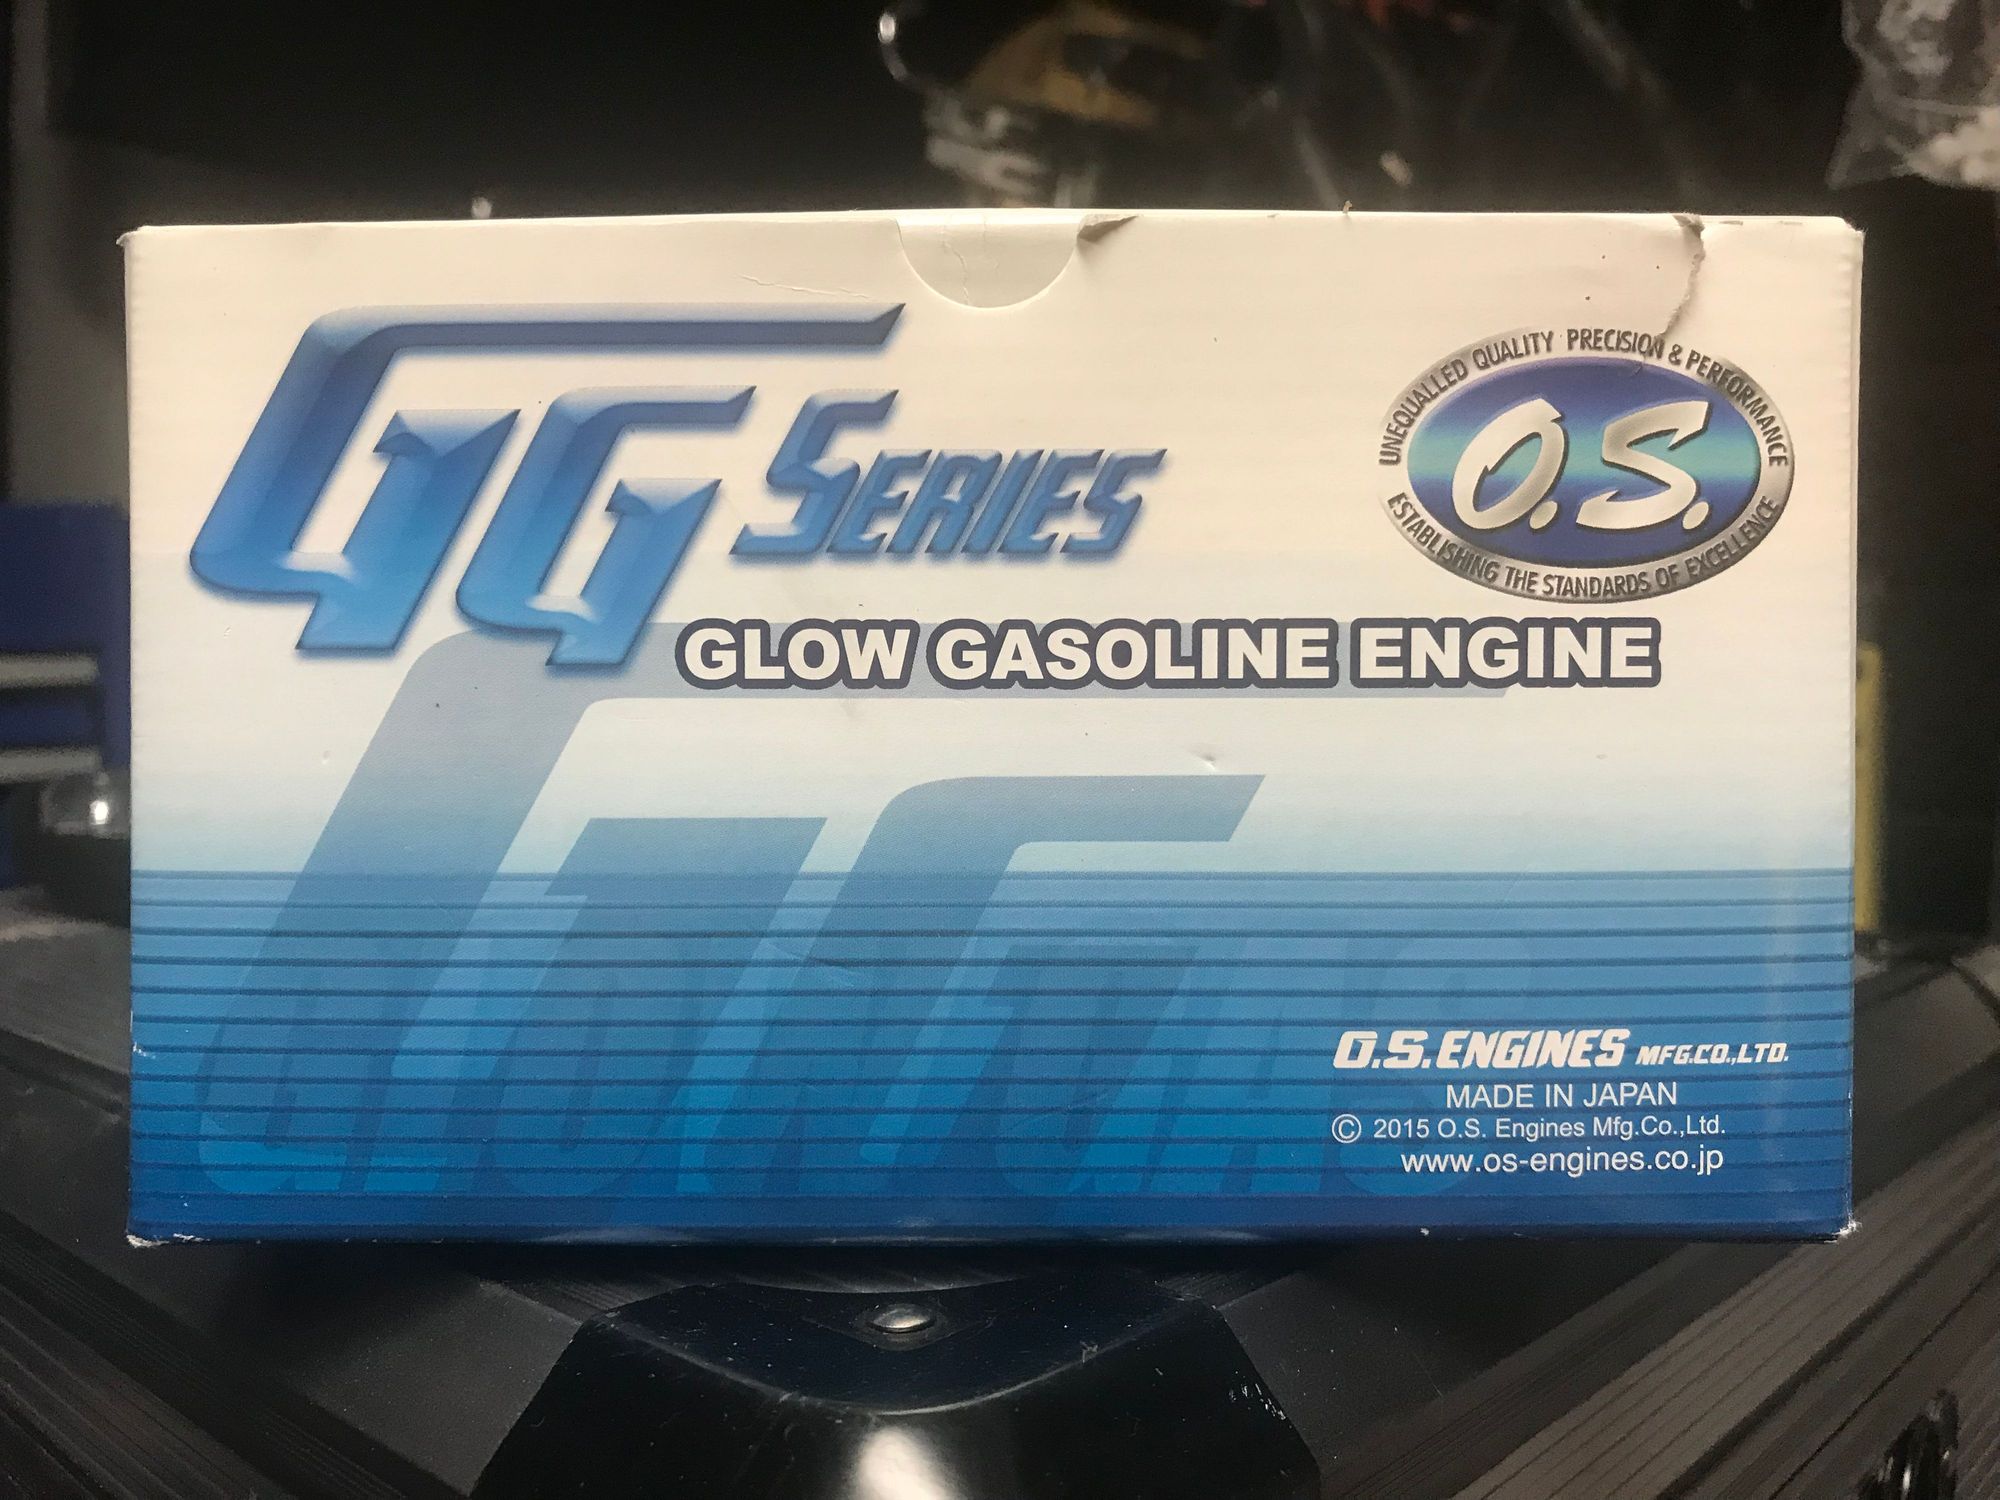 GG SERIES
UNEQUALLED QUALITY PRECISION & PERFORMANCE
O.S.
ESTABLISHING THE STANDARDS OF EXCELLENCE
GLOW GASOLINE ENGINE
O.S.ENGINES MFG.CO.,LTD.
MADE IN JAPAN
© 2015 O.S. Engines Mfg.Co.,Ltd.
www.os-engines.co.jp